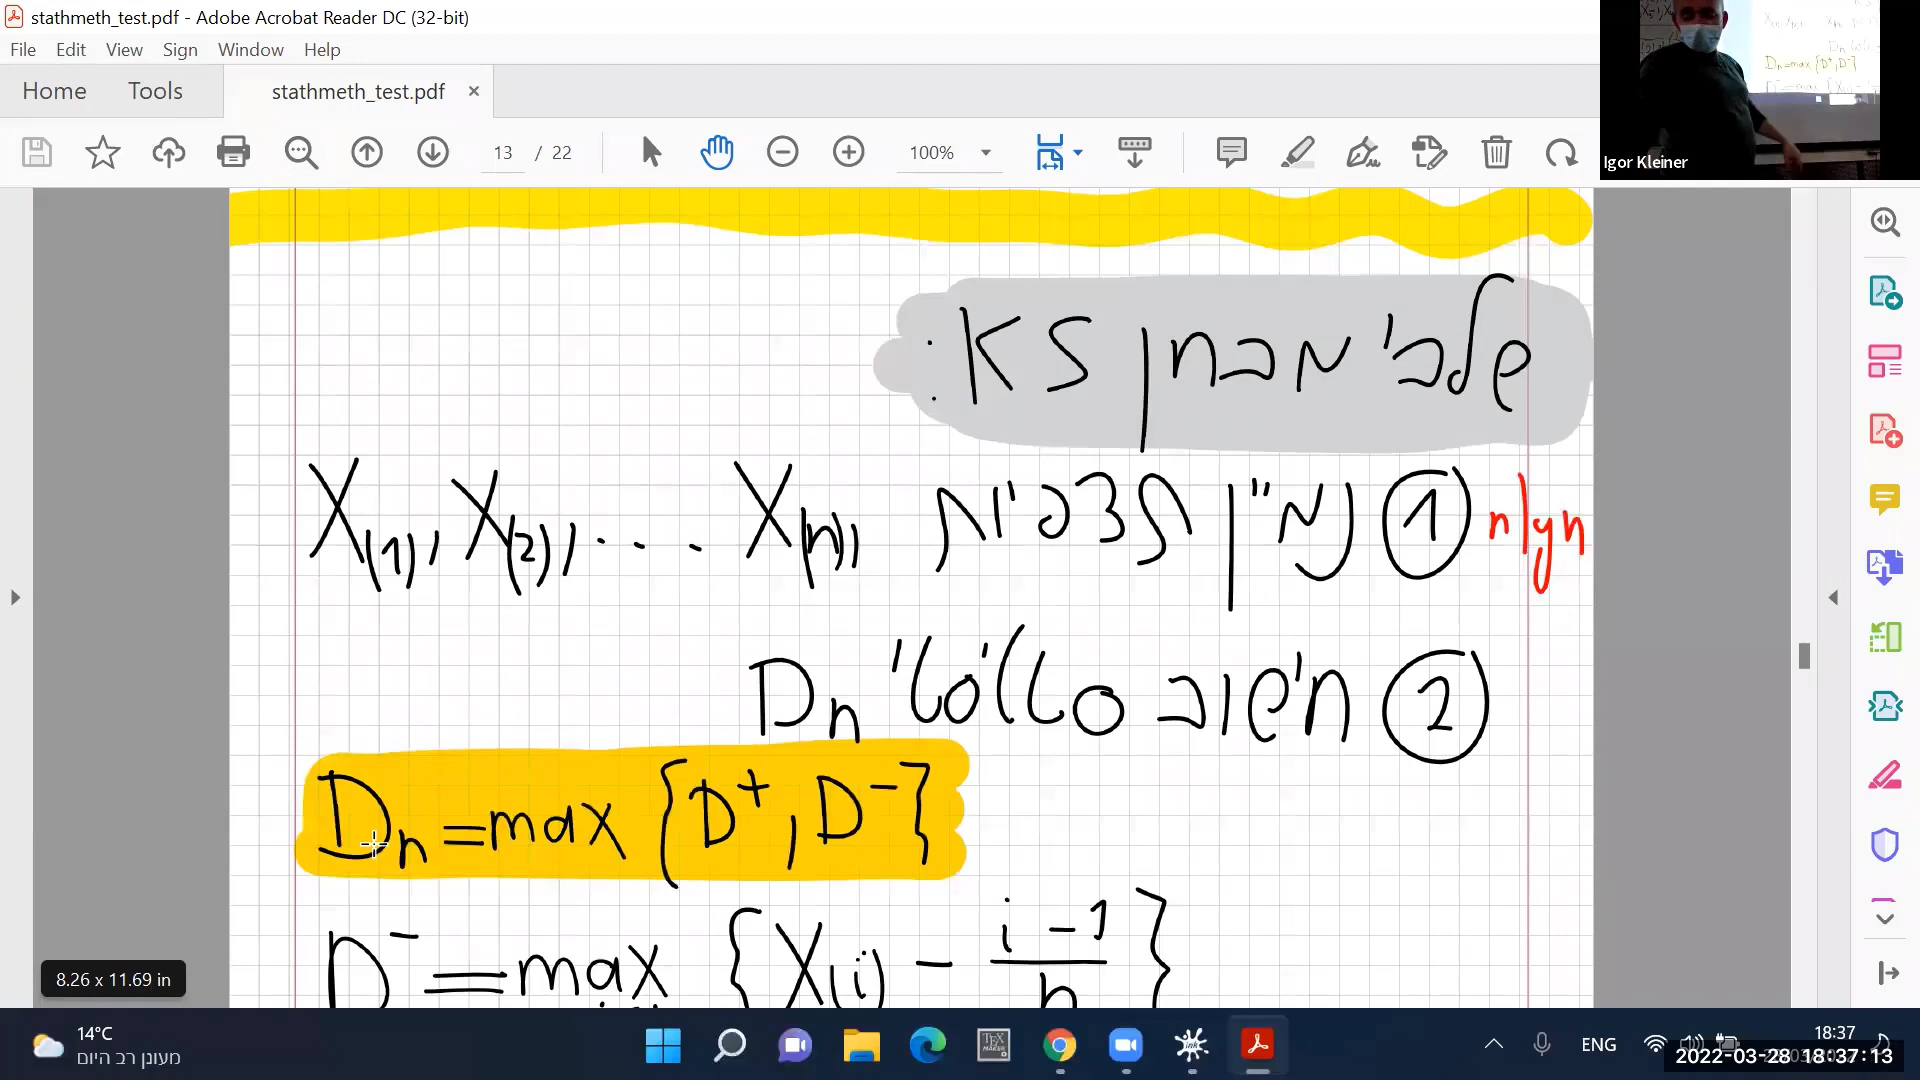 stathmeth_test.pdf - Adobe Acrobat Reader DC (32-bit)
File Edit View Sign Window Help
Home Tools stathmeth_test.pdf ×
13 / 22 100%
Igor Kleiner
שלבי מבחן KS:
① נמיין תצפיות X(1), X(2), ... X(n),
② חישוב סטטיסטי Dn
Dn = max {D+, D-}
D- = max {X(i) - i-1/n}
8.26 x 11.69 in
14°C
מעונן רב היום
ENG
18:37
2022-03-28 18:37:13